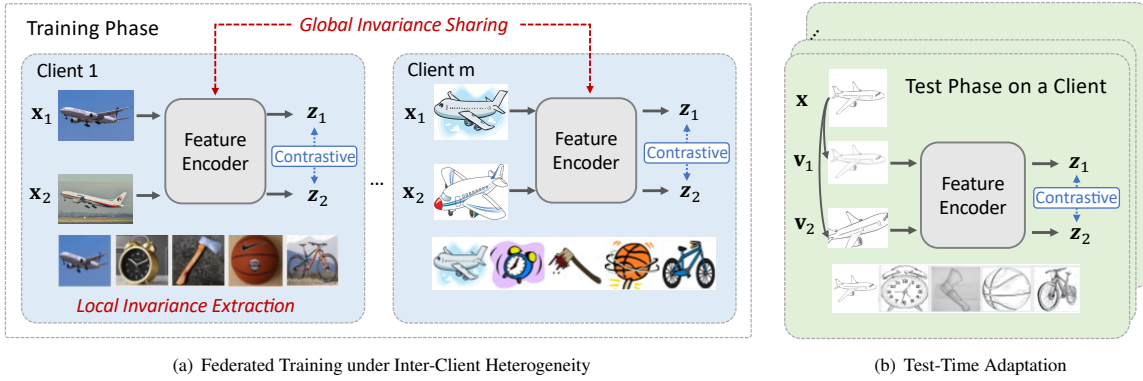 Training Phase
Global Invariance Sharing
Client 1
x₁
Feature
Encoder
z₁
Contrastive
x₂
z₂
Local Invariance Extraction
...
Client m
x₁
Feature
Encoder
z₁
Contrastive
x₂
z₂
(a) Federated Training under Inter-Client Heterogeneity
...
Test Phase on a Client
x
v₁
v₂
Feature
Encoder
z₁
Contrastive
z₂
(b) Test-Time Adaptation